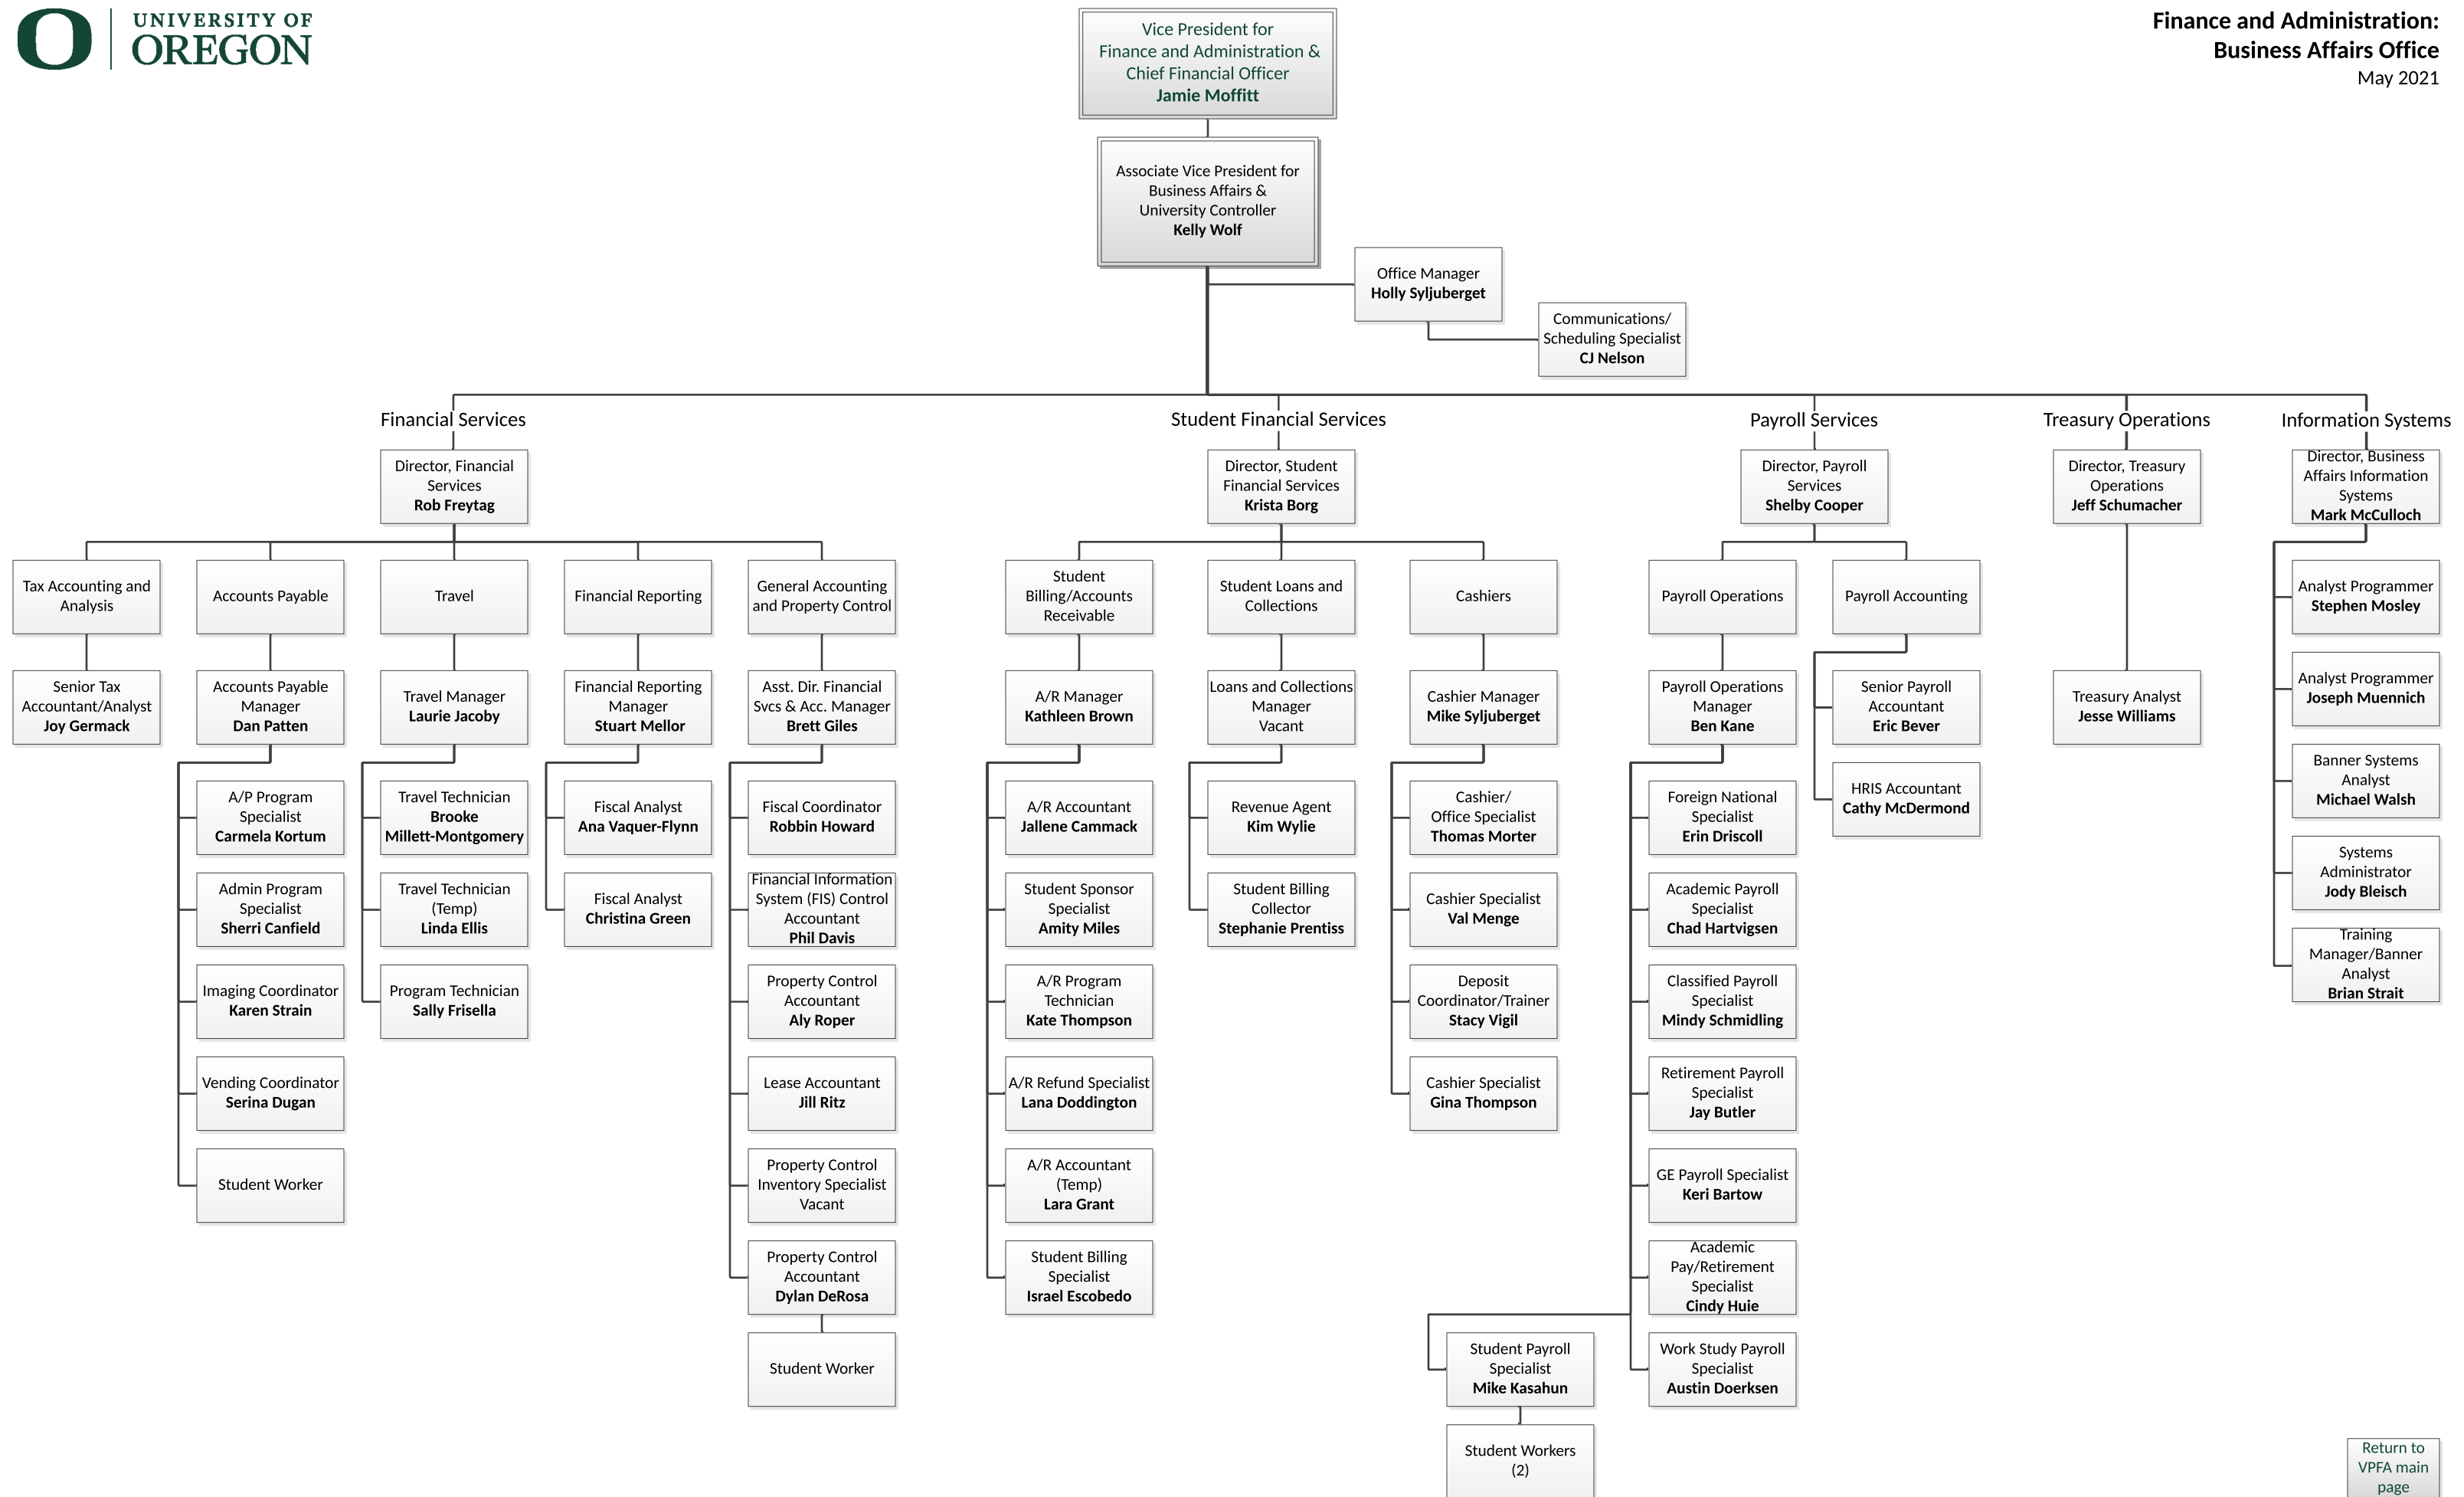 UNIVERSITY OF
OREGON
Vice President for
Finance and Administration &
Chief Financial Officer
Jamie Moffitt
Finance and Administration:
Business Affairs Office
May 2021
Associate Vice President for
Business Affairs &
University Controller
Kelly Wolf
Office Manager
Holly Syljuberget
Communications/
Scheduling Specialist
CJ Nelson
Financial Services
Director, Financial
Services
Rob Freytag
Tax Accounting and
Analysis
Senior Tax
Accountant/Analyst
Joy Germack
Accounts Payable
Accounts Payable
Manager
Dan Patten
A/P Program
Specialist
Carmela Kortum
Admin Program
Specialist
Sherri Canfield
Imaging Coordinator
Karen Strain
Vending Coordinator
Serina Dugan
Student Worker
Travel
Travel Manager
Laurie Jacoby
Travel Technician
Brooke
Millett-Montgomery
Travel Technician
(Temp)
Linda Ellis
Program Technician
Sally Frisella
Financial Reporting
Financial Reporting
Manager
Stuart Mellor
Fiscal Analyst
Ana Vaquer-Flynn
Fiscal Analyst
Christina Green
General Accounting
and Property Control
Asst. Dir. Financial
Svcs & Acc. Manager
Brett Giles
Fiscal Coordinator
Robbin Howard
Financial Information
System (FIS) Control
Accountant
Phil Davis
Property Control
Accountant
Aly Roper
Lease Accountant
Jill Ritz
Property Control
Inventory Specialist
Vacant
Property Control
Accountant
Dylan DeRosa
Student Worker
Student Financial Services
Director, Student
Financial Services
Krista Borg
Student
Billing/Accounts
Receivable
A/R Manager
Kathleen Brown
A/R Accountant
Jallene Cammack
Student Sponsor
Specialist
Amity Miles
A/R Program
Technician
Kate Thompson
A/R Refund Specialist
Lana Doddington
A/R Accountant
(Temp)
Lara Grant
Student Billing
Specialist
Israel Escobedo
Student Loans and
Collections
Loans and Collections
Manager
Vacant
Revenue Agent
Kim Wylie
Student Billing
Collector
Stephanie Prentiss
Cashiers
Cashier Manager
Mike Syljuberget
Cashier/
Office Specialist
Thomas Morter
Cashier Specialist
Val Menge
Deposit
Coordinator/Trainer
Stacy Vigil
Cashier Specialist
Gina Thompson
Payroll Services
Director, Payroll
Services
Shelby Cooper
Payroll Operations
Payroll Operations
Manager
Ben Kane
Foreign National
Specialist
Erin Driscoll
Academic Payroll
Specialist
Chad Hartvigsen
Classified Payroll
Specialist
Mindy Schmidling
Retirement Payroll
Specialist
Jay Butler
GE Payroll Specialist
Keri Bartow
Academic
Pay/Retirement
Specialist
Cindy Huie
Work Study Payroll
Specialist
Austin Doerksen
Student Payroll
Specialist
Mike Kasahun
Student Workers
(2)
Payroll Accounting
Senior Payroll
Accountant
Eric Bever
HRIS Accountant
Cathy McDermond
Treasury Operations
Director, Treasury
Operations
Jeff Schumacher
Treasury Analyst
Jesse Williams
Information Systems
Director, Business
Affairs Information
Systems
Mark McCulloch
Analyst Programmer
Stephen Mosley
Analyst Programmer
Joseph Muennich
Banner Systems
Analyst
Michael Walsh
Systems
Administrator
Jody Bleisch
Training
Manager/Banner
Analyst
Brian Strait
Return to
VPFA main
page